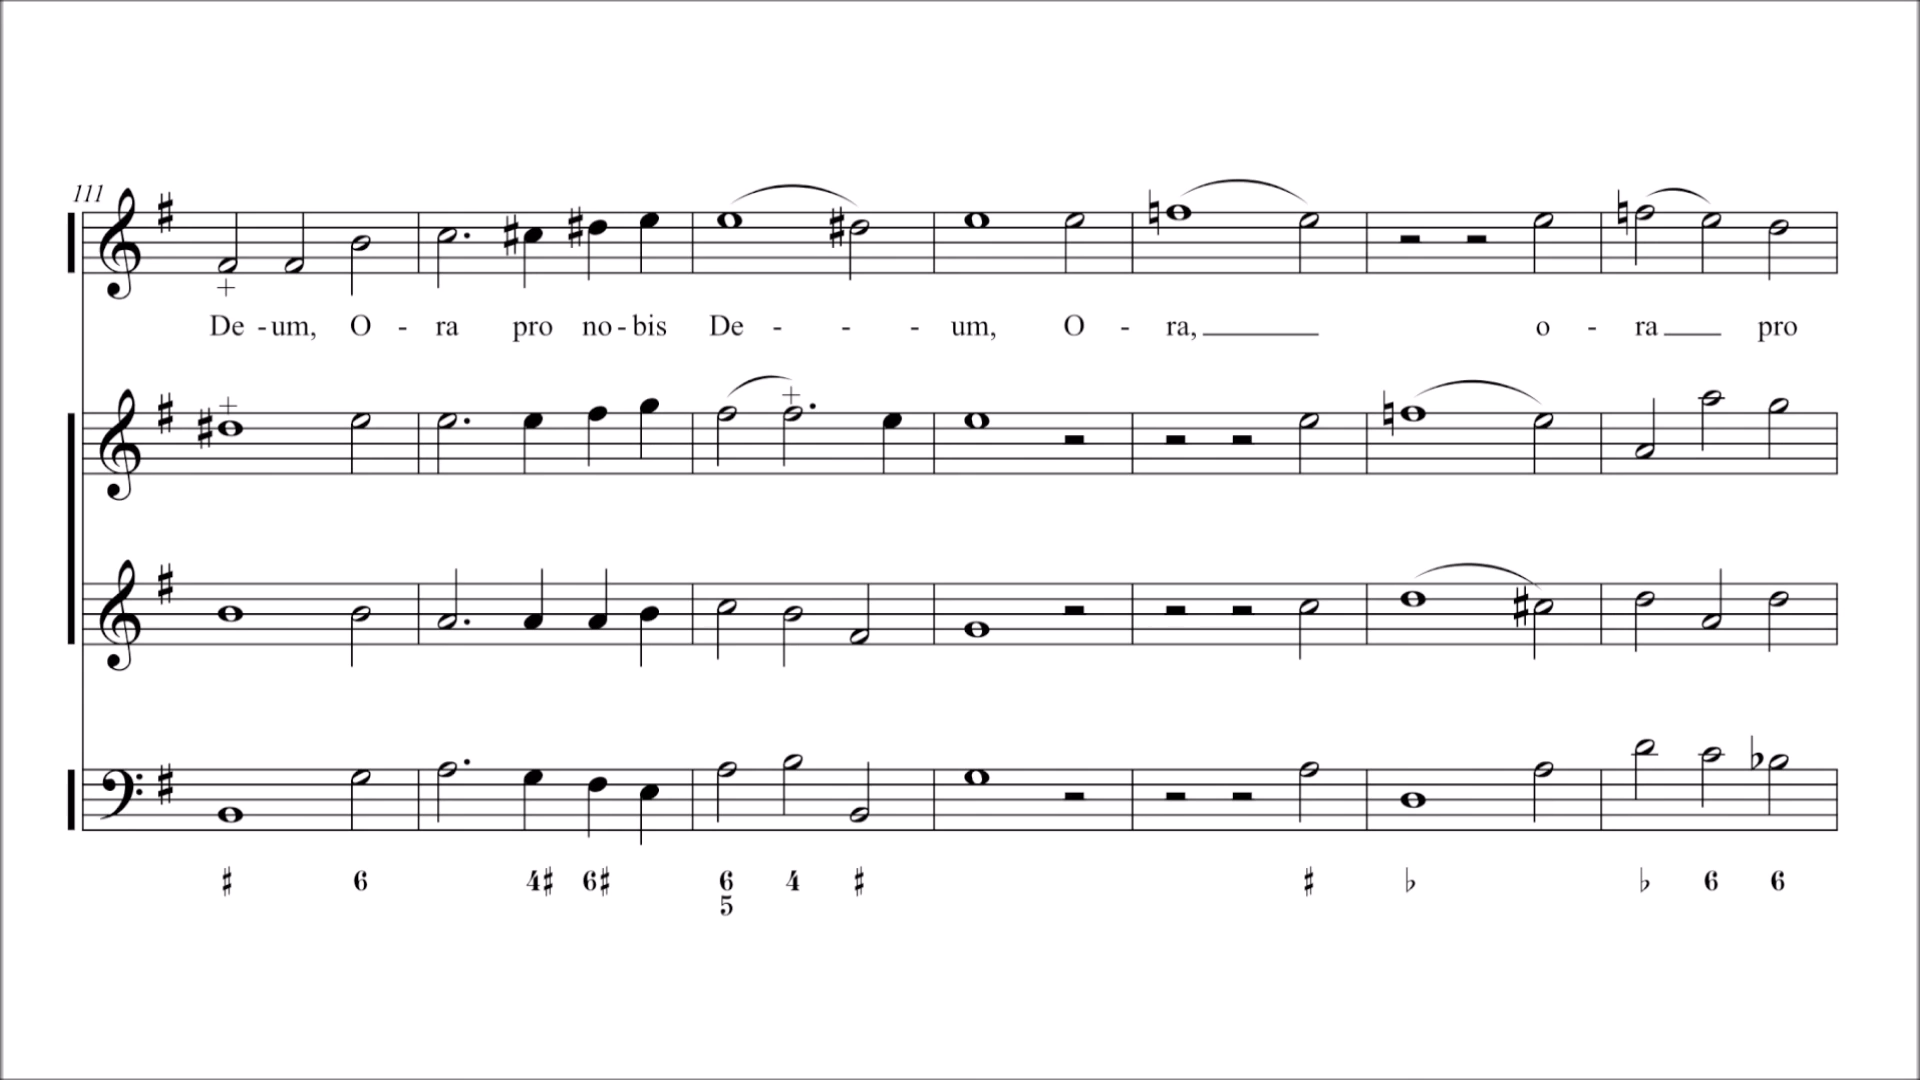 111
De - um, O - ra pro no - bis De - - - um, O - ra, o - ra pro
♯ 6 4♯ 6♯ 6 4 ♯ ♯ ♭ ♭ 6 6
5